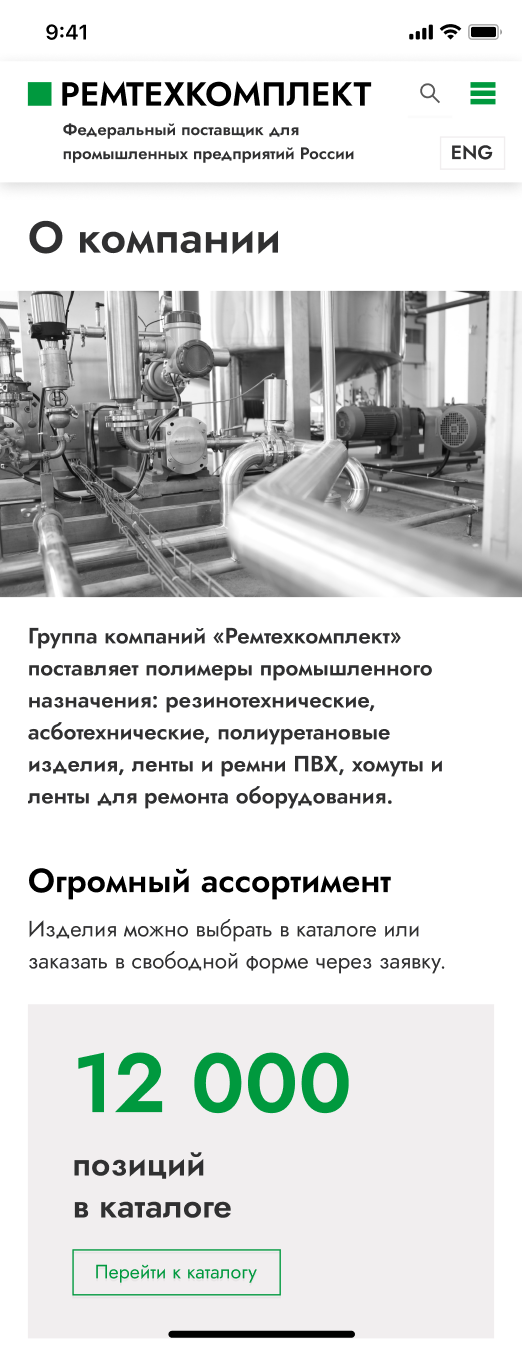 9:41
РЕМТЕХКОМПЛЕКТ
Федеральный поставщик для
промышленных предприятий России
ENG
О компании
Группа компаний «Ремтехкомплект»
поставляет полимеры промышленного
назначения: резинотехнические,
асботехнические, полиуретановые
изделия, ленты и ремни ПВХ, хомуты и
ленты для ремонта оборудования.
Огромный ассортимент
Изделия можно выбрать в каталоге или
заказать в свободной форме через заявку.
12 000
позиций
в каталоге
Перейти к каталогу